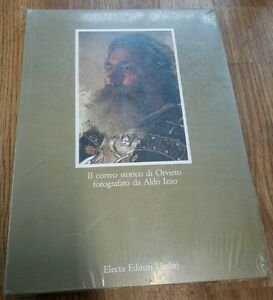 Il corteo storico di Orvieto
fotografato da Aldo Izzo
Electa Editori Umbri